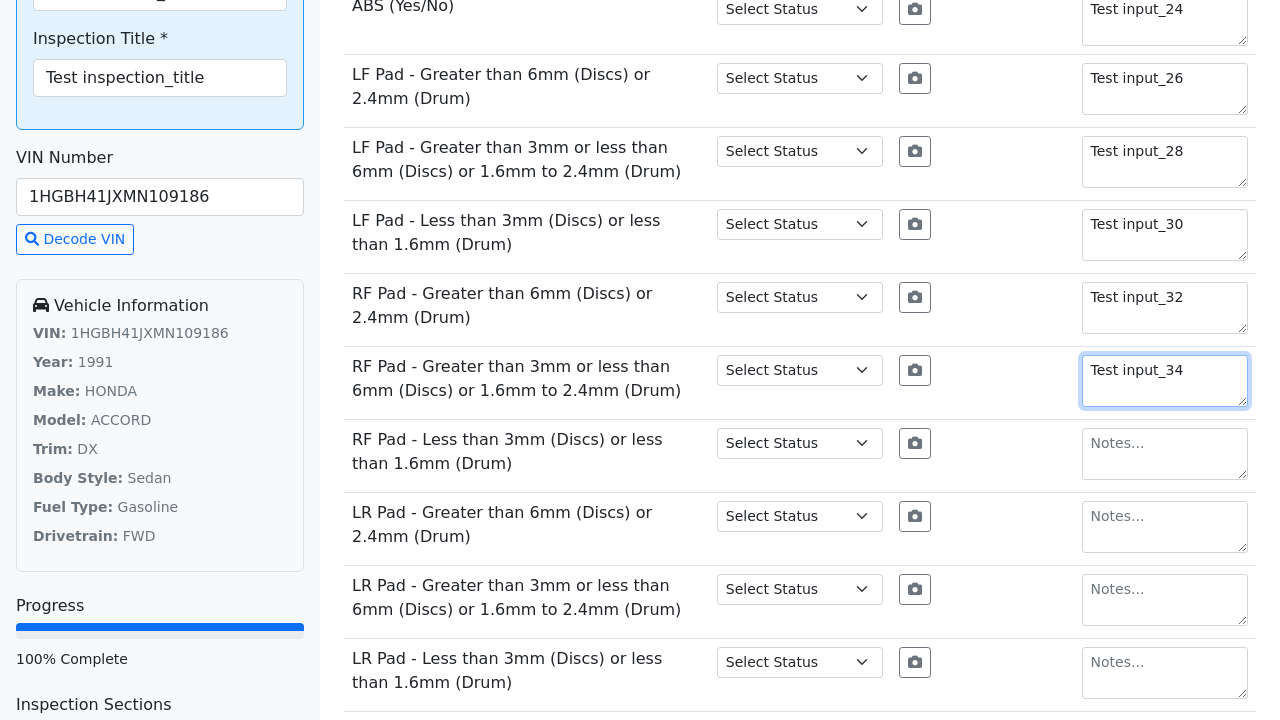 Inspection Title *
Test inspection_title
VIN Number
1HGBH41JXMN109186
Decode VIN
Vehicle Information
VIN: 1HGBH41JXMN109186
Year: 1991
Make: HONDA
Model: ACCORD
Trim: DX
Body Style: Sedan
Fuel Type: Gasoline
Drivetrain: FWD
Progress
100% Complete
Inspection Sections
ABS (Yes/No)
Select Status
Test input_24
LF Pad - Greater than 6mm (Discs) or
2.4mm (Drum)
Select Status
Test input_26
LF Pad - Greater than 3mm or less than
6mm (Discs) or 1.6mm to 2.4mm (Drum)
Select Status
Test input_28
LF Pad - Less than 3mm (Discs) or less
than 1.6mm (Drum)
Select Status
Test input_30
RF Pad - Greater than 6mm (Discs) or
2.4mm (Drum)
Select Status
Test input_32
RF Pad - Greater than 3mm or less than
6mm (Discs) or 1.6mm to 2.4mm (Drum)
Select Status
Test input_34
RF Pad - Less than 3mm (Discs) or less
than 1.6mm (Drum)
Select Status
Notes...
LR Pad - Greater than 6mm (Discs) or
2.4mm (Drum)
Select Status
Notes...
LR Pad - Greater than 3mm or less than
6mm (Discs) or 1.6mm to 2.4mm (Drum)
Select Status
Notes...
LR Pad - Less than 3mm (Discs) or less
than 1.6mm (Drum)
Select Status
Notes...